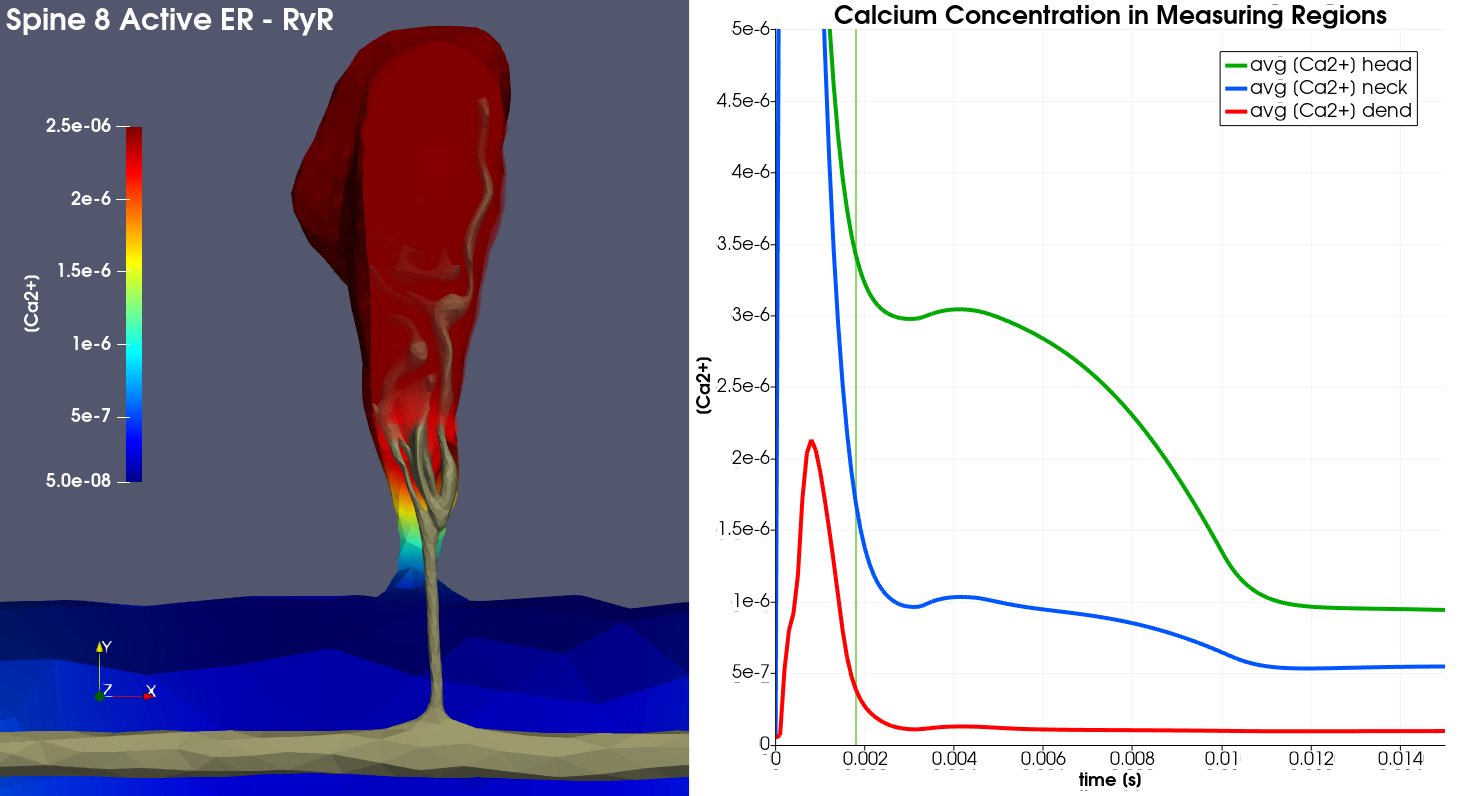 Spine 8 Active ER - RyR
2.5e-06
2e-6
1.5e-6
1e-6
5e-7
5.0e-08
(Ca2+)
Y
Z
X
Calcium Concentration in Measuring Regions
avg (Ca2+) head
avg (Ca2+) neck
avg (Ca2+) dend
5e-6
4.5e-6
4e-6
3.5e-6
3e-6
2.5e-6
2e-6
1.5e-6
1e-6
5e-7
0
(Ca2+)
0 0.002 0.004 0.006 0.008 0.01 0.012 0.014
time (s)